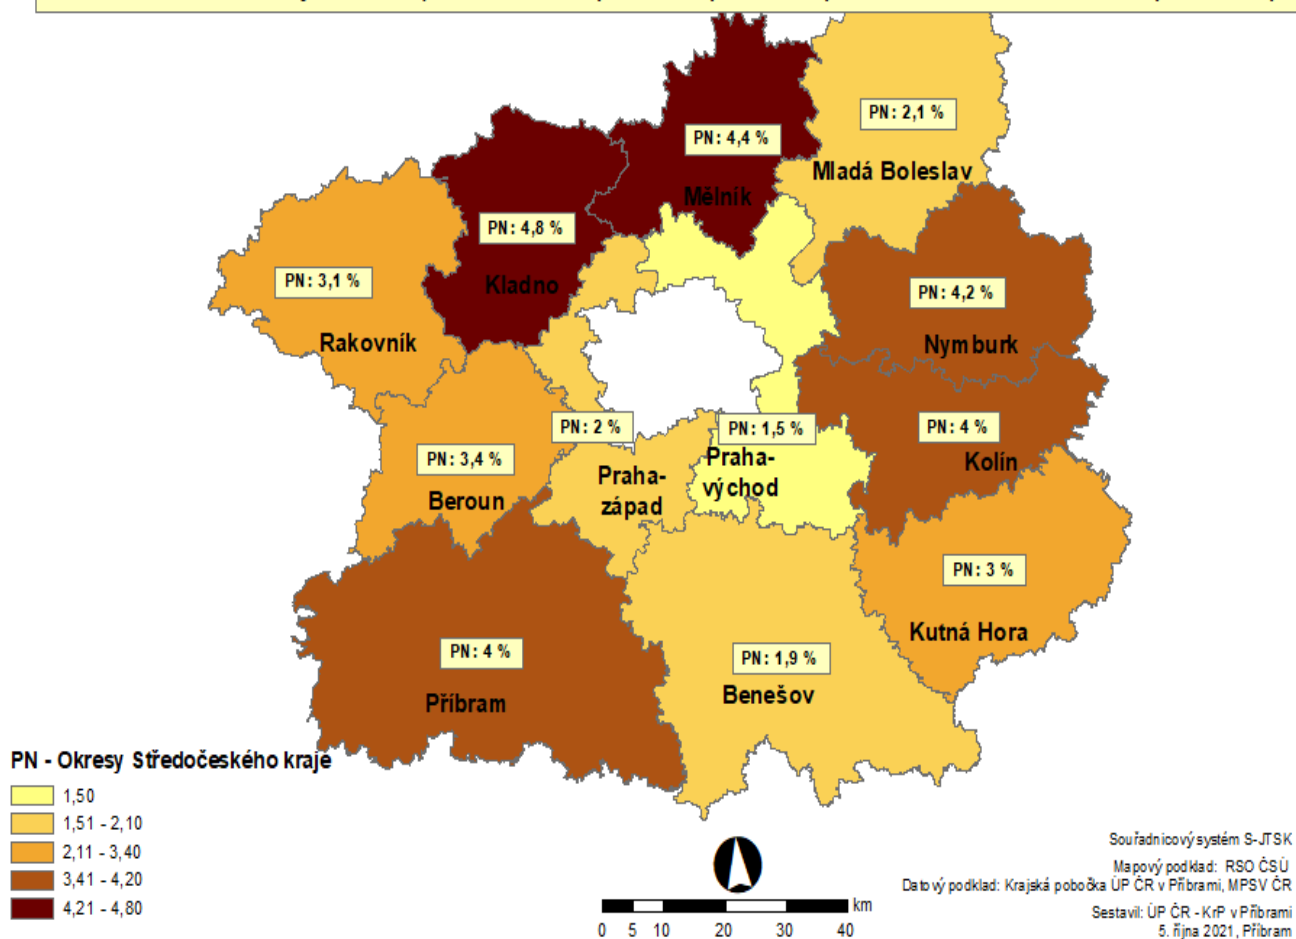 PN: 2,1 %
Mladá Boleslav
PN: 4,4 %
Mělník
PN: 4,8 %
Kladno
PN: 3,1 %
Rakovník
PN: 4,2 %
Nymburk
PN: 2 %
PN: 1,5 %
PN: 4 %
Kolín
PN: 3,4 %
Beroun
Praha-
západ
Praha-
východ
PN: 3 %
Kutná Hora
PN: 4 %
Příbram
PN: 1,9 %
Benešov
PN - Okresy Středočeského kraje
1,50
1,51 - 2,10
2,11 - 3,40
3,41 - 4,20
4,21 - 4,80
km
0 5 10 20 30 40
Souřadnicový systém S-JTSK
Mapový podklad: RSO ČSÚ
Datový podklad: Krajská pobočka ÚP ČR v Příbrami, MPSV ČR
Sestavil: ÚP ČR - KrP v Příbrami
5. října 2021, Příbram